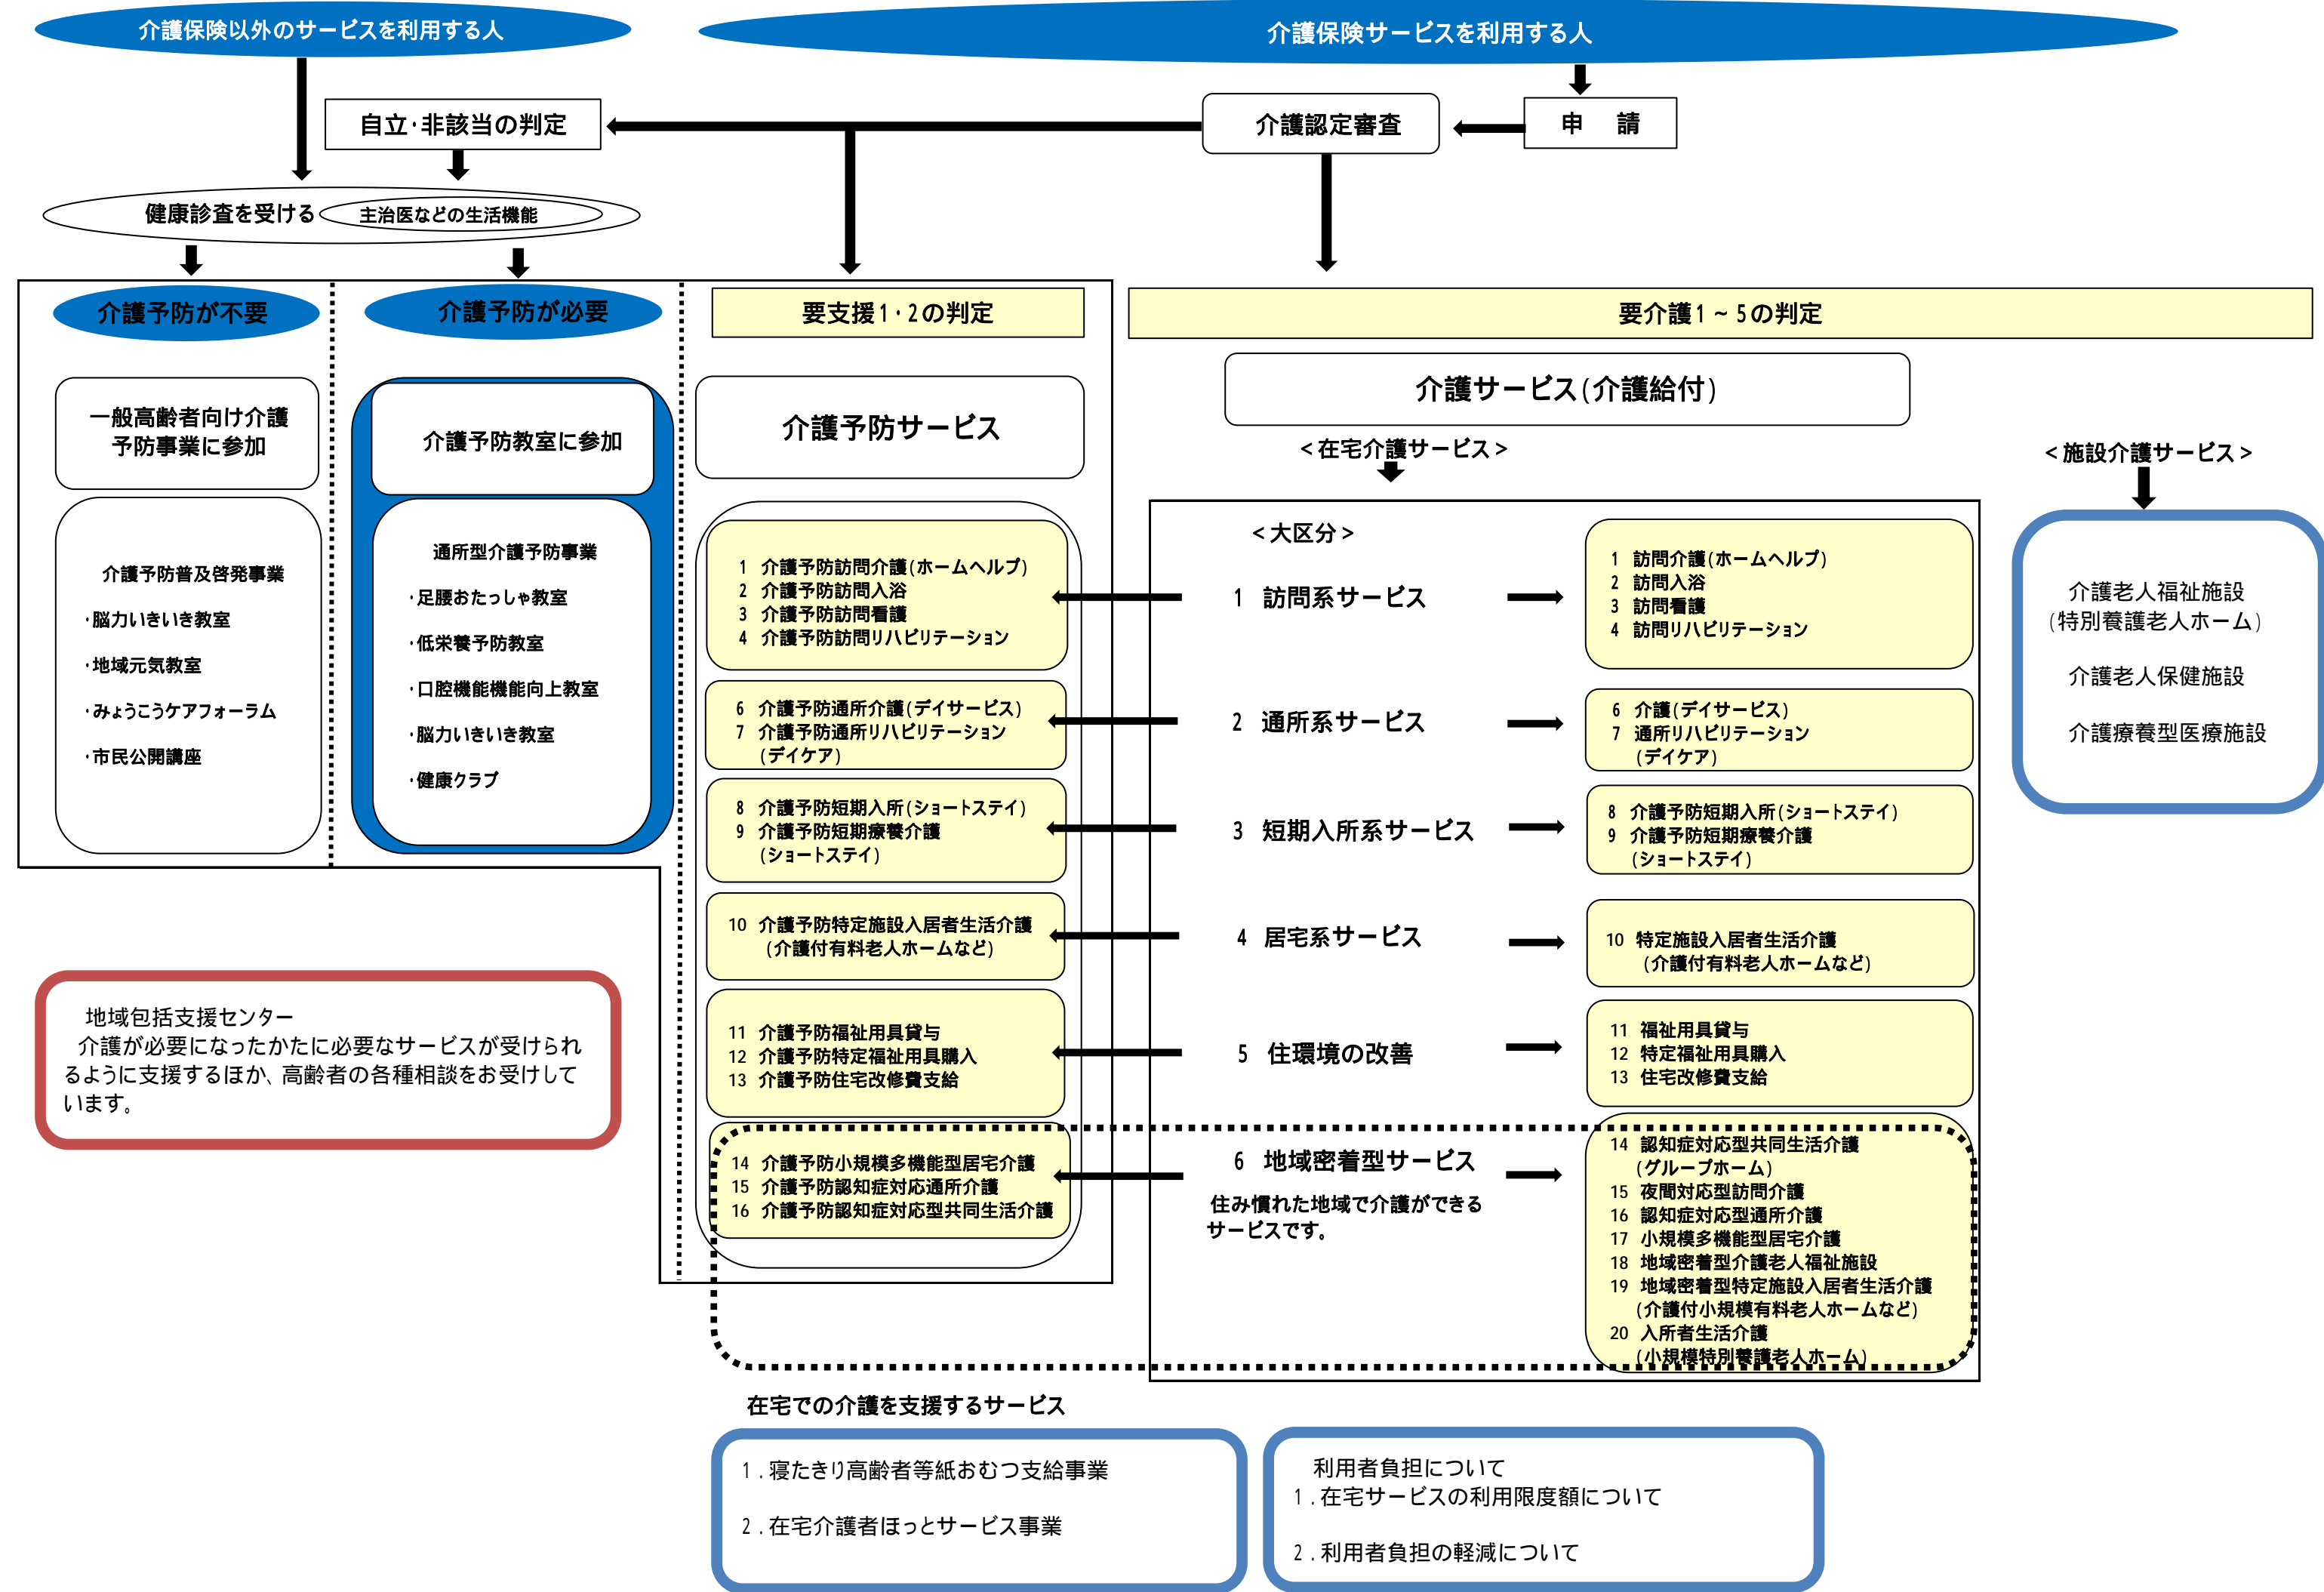 介護保険以外のサービスを利用する人
介護保険サービスを利用する人
自立・非該当の判定
介護認定審査
申　請
健康診査を受ける
主治医などの生活機能
介護予防が不要
介護予防が必要
要支援1・2の判定
要介護1~5の判定
一般高齢者向け介護
予防事業に参加
介護予防普及啓発事業
・脳力いきいき教室
・地域元気教室
・みょうこうケアフォーラム
・市民公開講座
介護予防教室に参加
通所型介護予防事業
・足腰おたっしゃ教室
・低栄養予防教室
・口腔機能機能向上教室
・脳力いきいき教室
・健康クラブ
介護予防サービス
1 介護予防訪問介護(ホームヘルプ)
2 介護予防訪問入浴
3 介護予防訪問看護
4 介護予防訪問リハビリテーション
6 介護予防通所介護(デイサービス)
7 介護予防通所リハビリテーション
(デイケア)
8 介護予防短期入所(ショートステイ)
9 介護予防短期療養介護
(ショートステイ)
10 介護予防特定施設入居者生活介護
(介護付有料老人ホームなど)
11 介護予防福祉用具貸与
12 介護予防特定福祉用具購入
13 介護予防住宅改修費支給
14 介護予防小規模多機能型居宅介護
15 介護予防認知症対応通所介護
16 介護予防認知症対応型共同生活介護
介護サービス(介護給付)
<在宅介護サービス>
<施設介護サービス>
<大区分>
1 訪問系サービス
2 通所系サービス
3 短期入所系サービス
4 居宅系サービス
5 住環境の改善
6 地域密着型サービス
住み慣れた地域で介護ができる
サービスです。
1 訪問介護(ホームヘルプ)
2 訪問入浴
3 訪問看護
4 訪問リハビリテーション
6 介護(デイサービス)
7 通所リハビリテーション
(デイケア)
8 介護予防短期入所(ショートステイ)
9 介護予防短期療養介護
(ショートステイ)
10 特定施設入居者生活介護
(介護付有料老人ホームなど)
11 福祉用具貸与
12 特定福祉用具購入
13 住宅改修費支給
14 認知症対応型共同生活介護
(グループホーム)
15 夜間対応型訪問介護
16 認知症対応型通所介護
17 小規模多機能型居宅介護
18 地域密着型介護老人福祉施設
19 地域密着型特定施設入居者生活介護
(介護付小規模有料老人ホームなど)
20 入所者生活介護
(小規模特別養護老人ホーム)
介護老人福祉施設
(特別養護老人ホーム)
介護老人保健施設
介護療養型医療施設
地域包括支援センター
介護が必要になったかたに必要なサービスが受けられ
るように支援するほか、高齢者の各種相談をお受けして
います。
在宅での介護を支援するサービス
1.寝たきり高齢者等紙おむつ支給事業
2.在宅介護者ほっとサービス事業
利用者負担について
1.在宅サービスの利用限度額について
2.利用者負担の軽減について